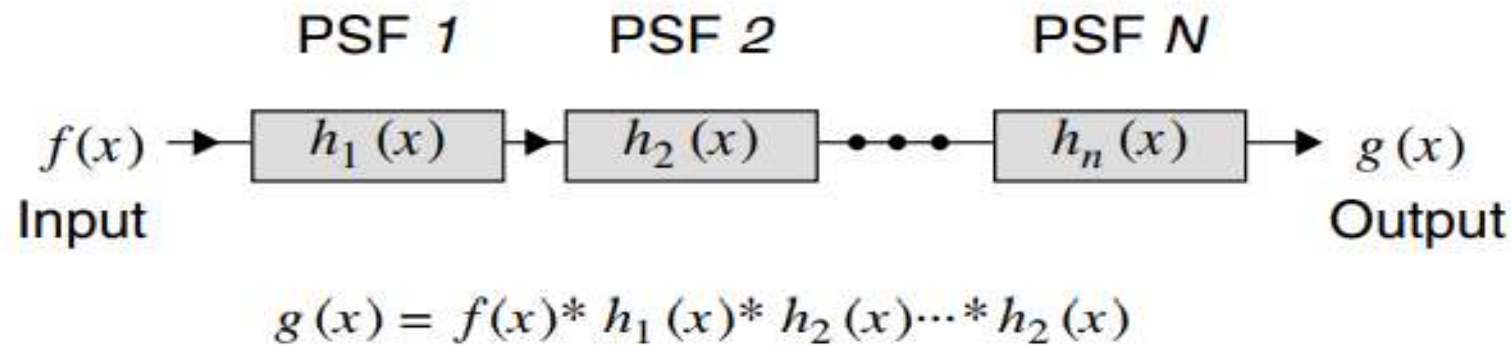 PSF 1 PSF 2 PSF N
f(x) h₁(x) h₂(x) hₙ(x) g(x)
Input Output
g(x) = f(x)* h₁(x)* h₂(x)···*h₂(x)